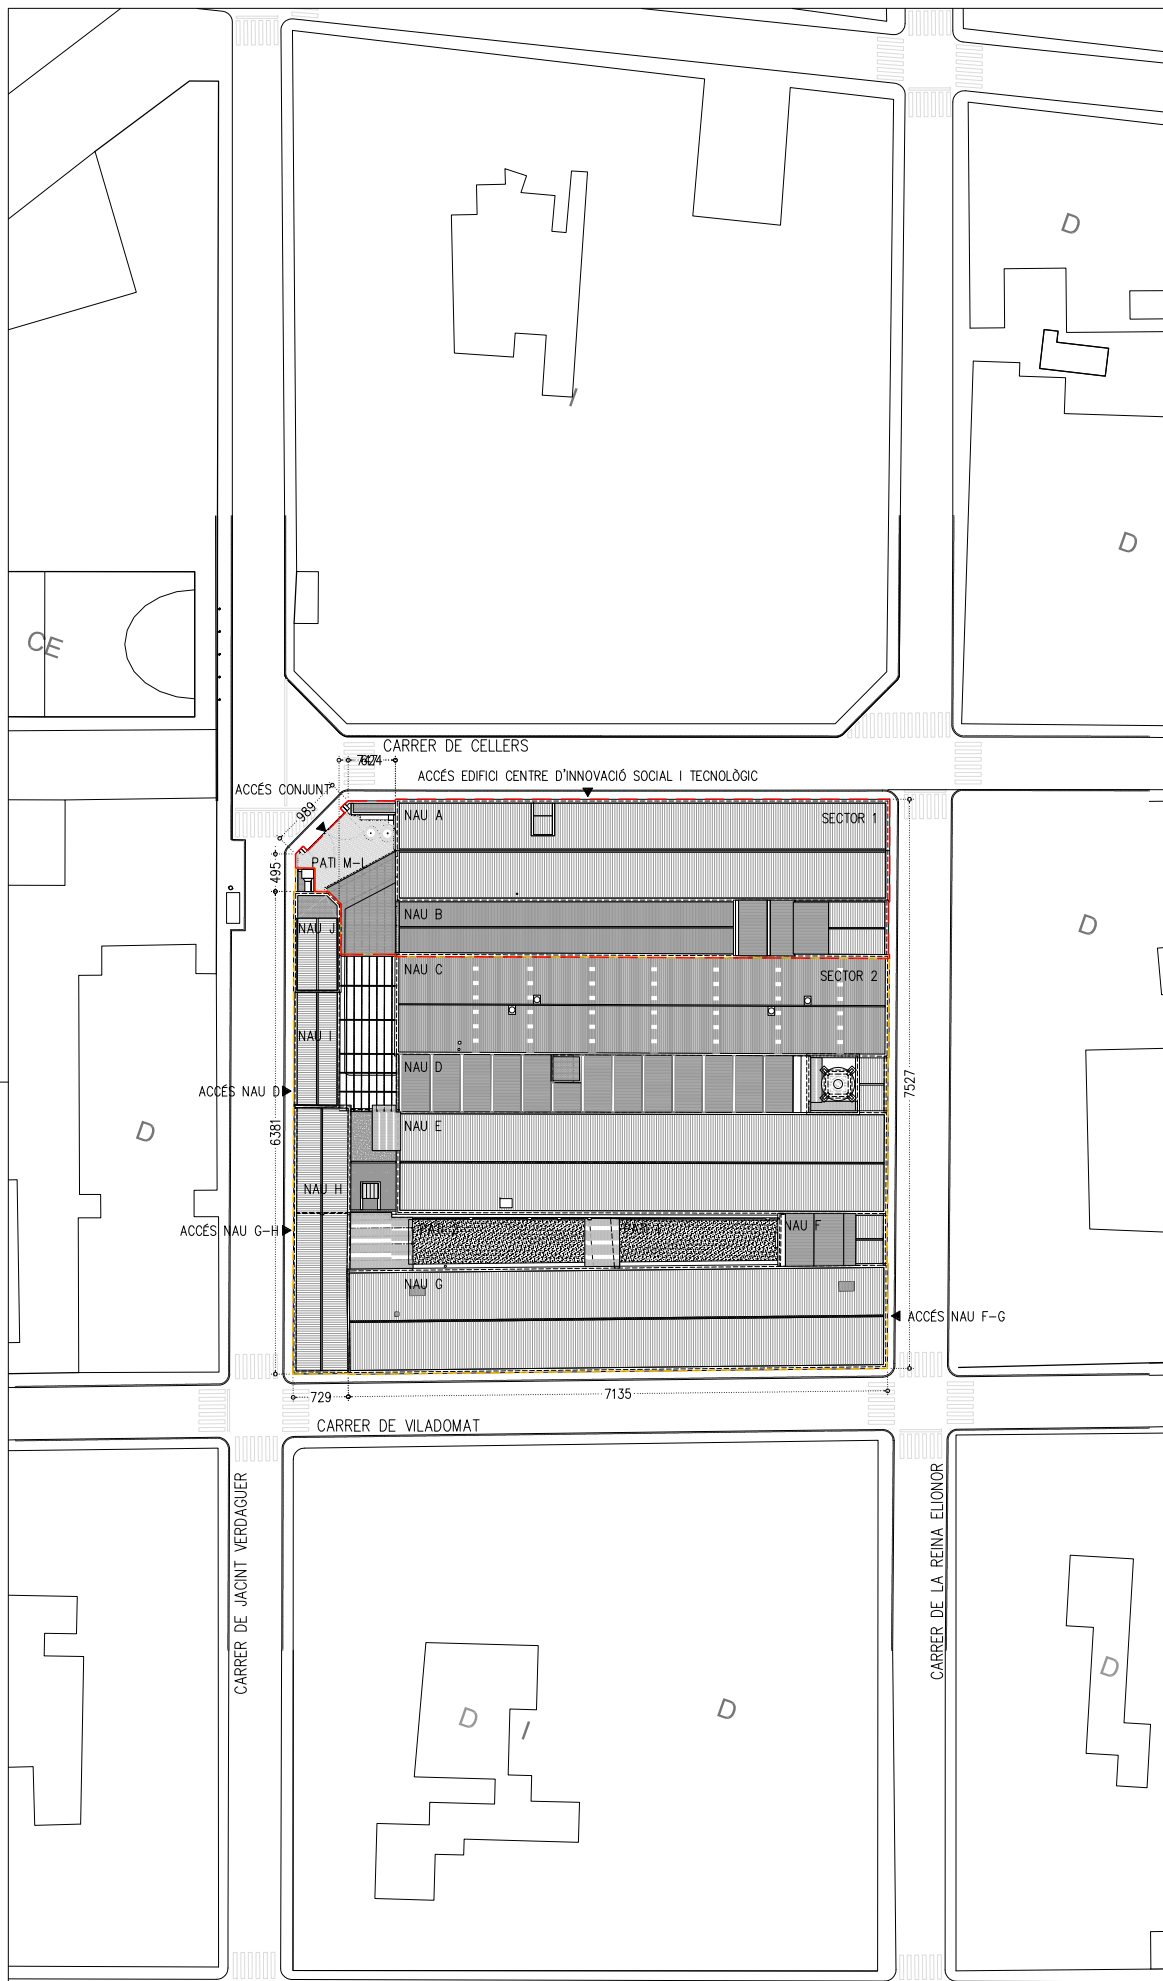 D
I
D
CE
CARRER DE CELLERS
ACCÉS EDIFICI CENTRE D'INNOVACIÓ SOCIAL I TECNOLÒGIC
ACCÉS CONJUNT
989
NAU A
SECTOR 1
495
PATI M-L
NAU B
NAU J
D
NAU C
SECTOR 2
NAU I
NAU D
ACCÉS NAU D
7527
6381
NAU E
D
NAU H
ACCÉS NAU G-H
NAU F
NAU G
ACCÉS NAU F-G
729
7135
CARRER DE VILADOMAT
CARRER DE JACINT VERDAGUER
CARRER DE LA REINA ELIONOR
D
D
I
D